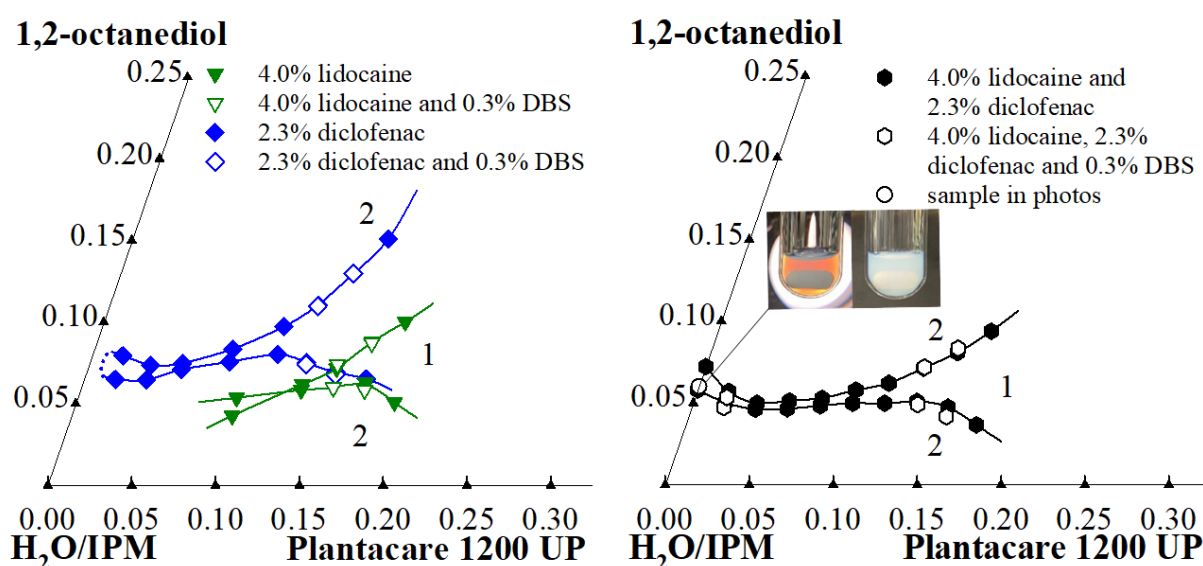 1,2-octanediol
0.25
4.0% lidocaine
4.0% lidocaine and 0.3% DBS
0.20
2.3% diclofenac
2.3% diclofenac and 0.3% DBS
2
0.15
0.10
1
0.05
2
0.00 0.05 0.10 0.15 0.20 0.25 0.30
H₂O/IPM Plantacare 1200 UP
1,2-octanediol
0.25
4.0% lidocaine and
2.3% diclofenac
0.20
4.0% lidocaine, 2.3%
diclofenac and 0.3% DBS
sample in photos
0.15
0.10
2
1
0.05
2
0.00 0.05 0.10 0.15 0.20 0.25 0.30
H₂O/IPM Plantacare 1200 UP